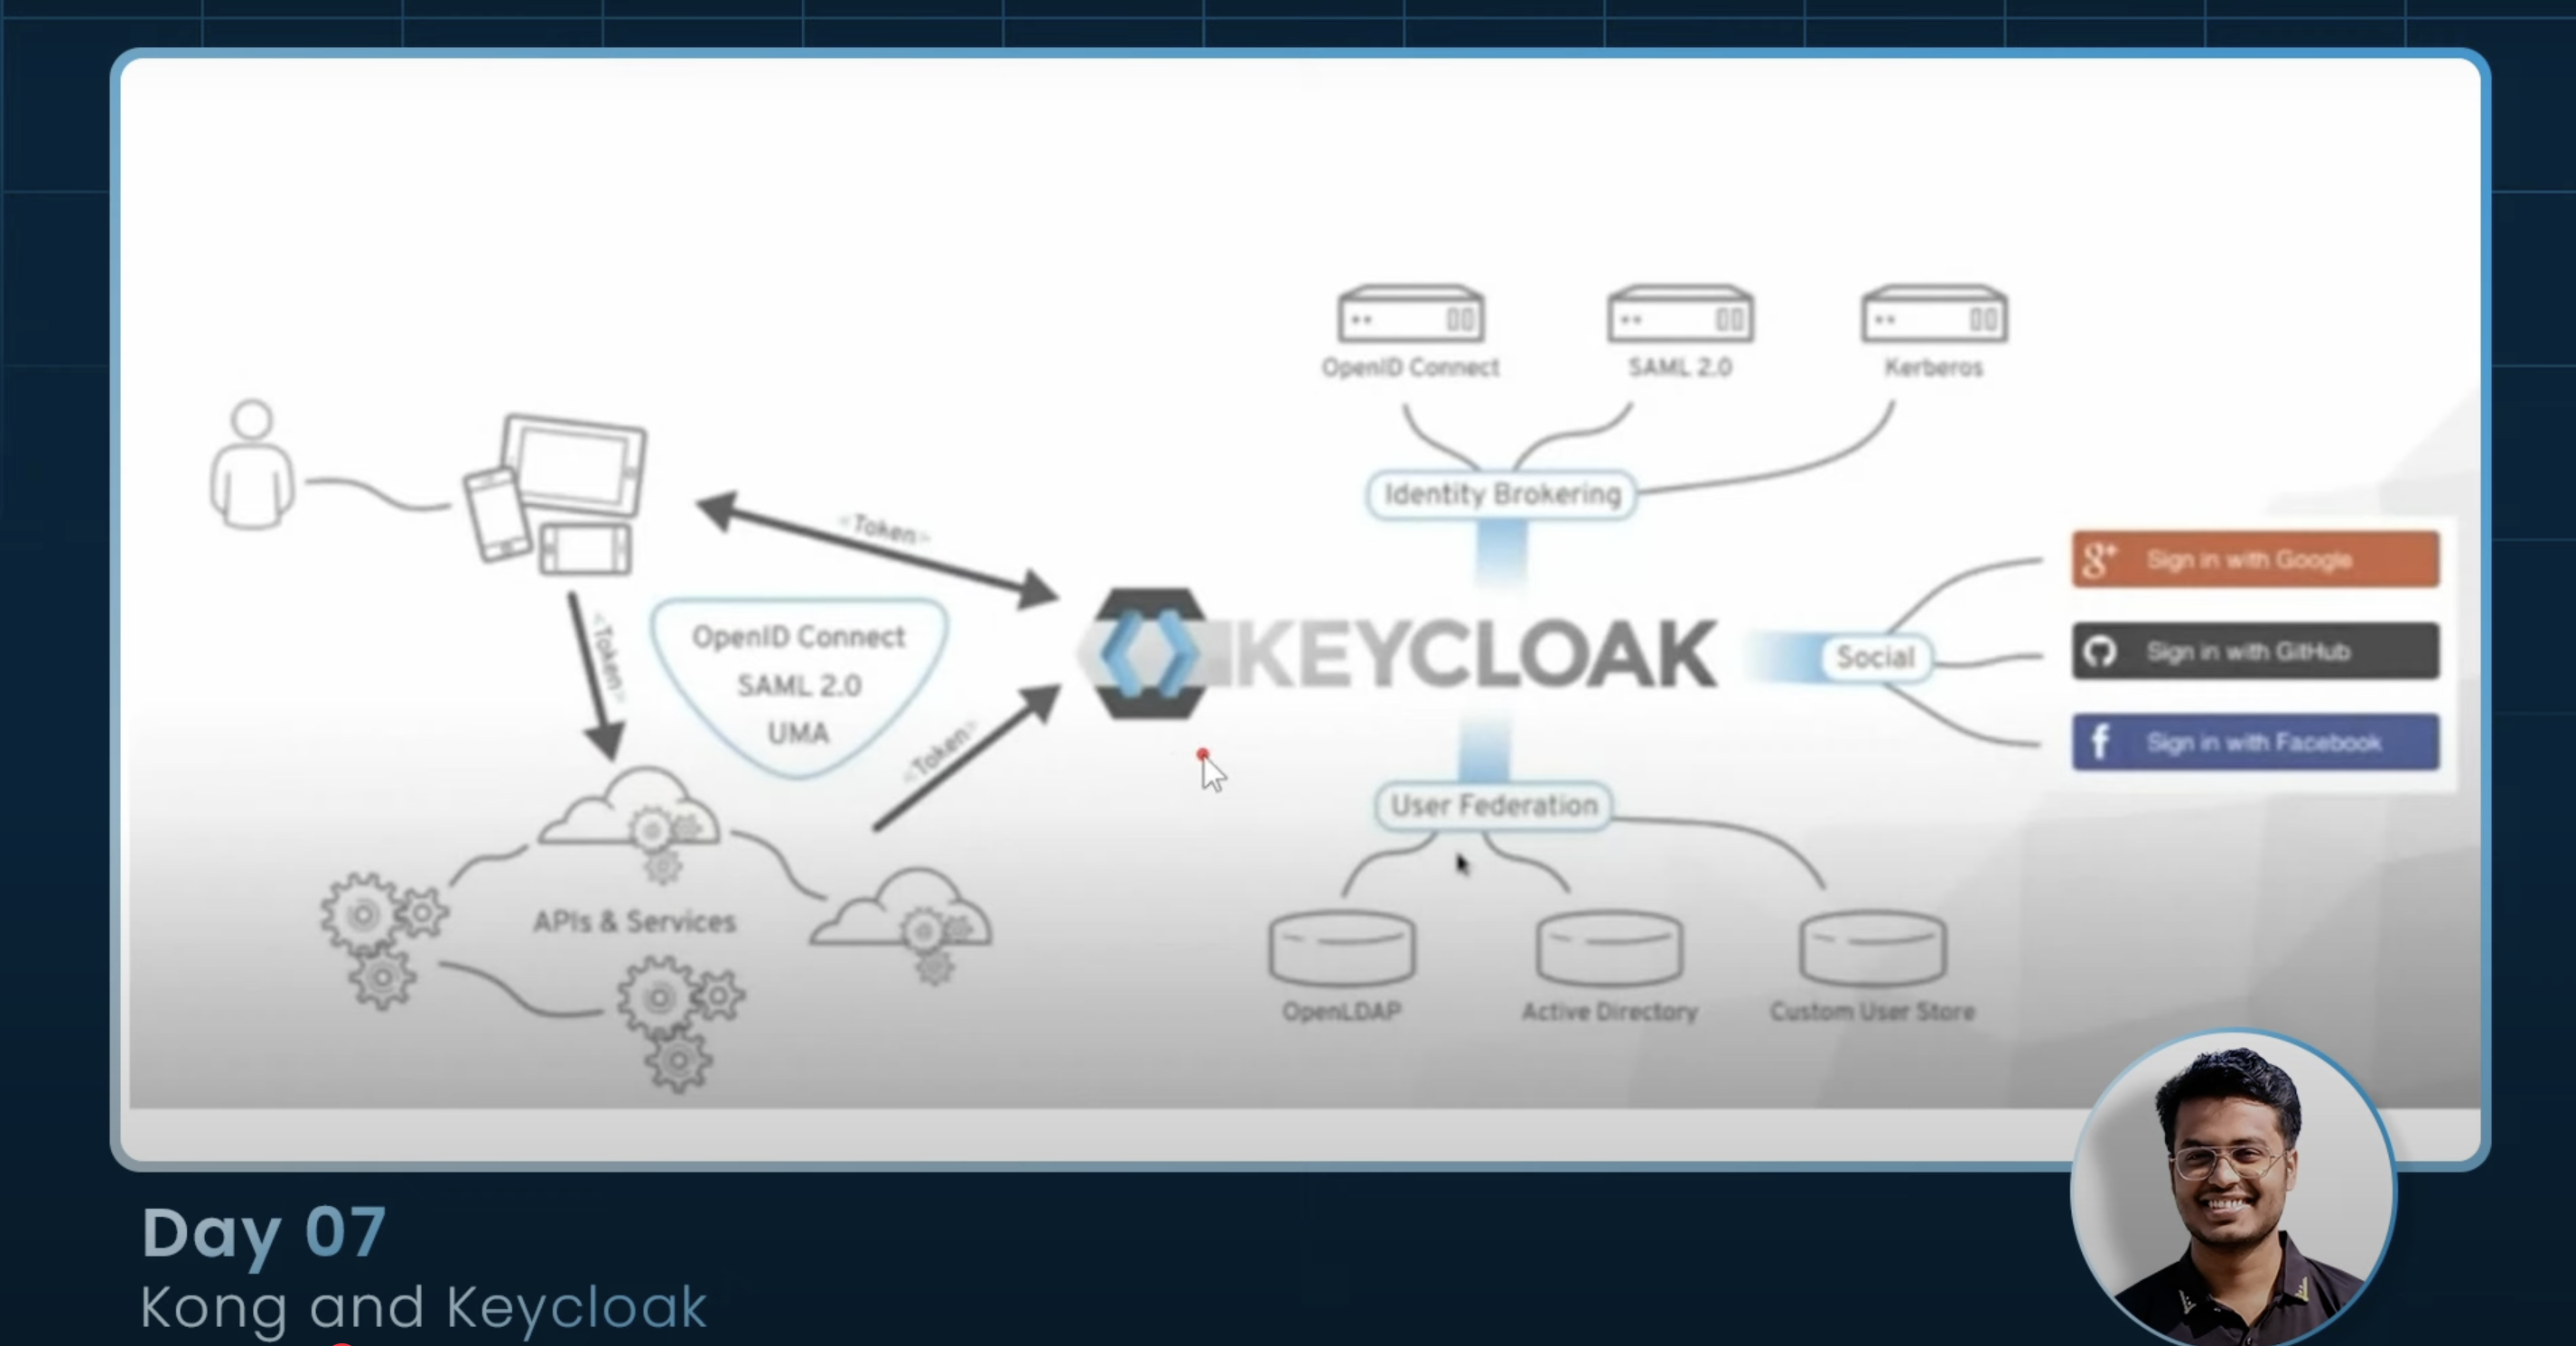 OpenID Connect
SAML 2.0
Kerberos
Identity Brokering
<Token>
<Token>
OpenID Connect
SAML 2.0
UMA
<Token>
KEYCLOAK
Social
g+ Sign in with Google
Sign in with GitHub
f Sign in with Facebook
User Federation
APIs & Services
OpenLDAP
Active Directory
Custom User Store
Day 07
Kong and Keycloak